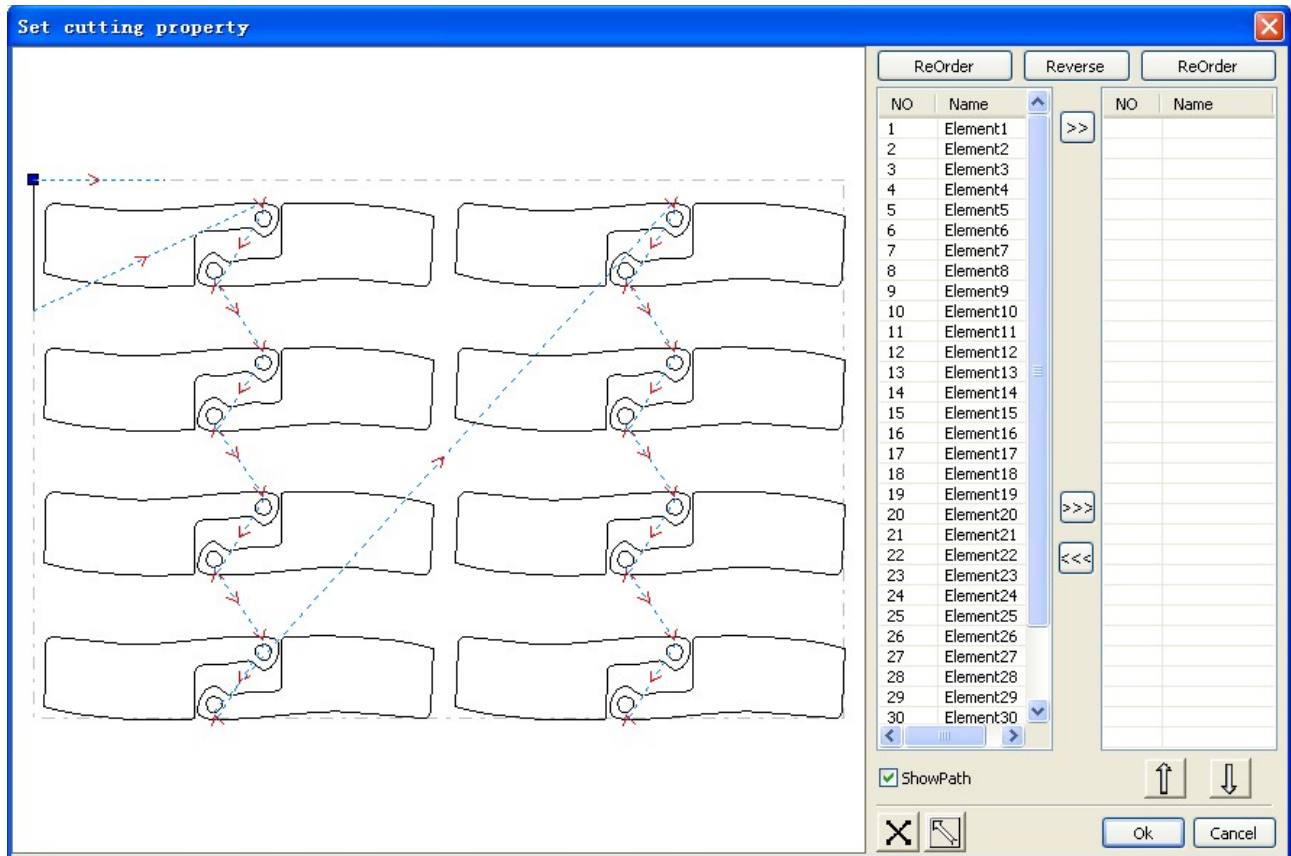 Set cutting property
ReOrder Reverse ReOrder
NO Name NO Name
>>
1 Element1
2 Element2
3 Element3
4 Element4
5 Element5
6 Element6
7 Element7
8 Element8
9 Element9
10 Element10
11 Element11
12 Element12
13 Element13
14 Element14
15 Element15
16 Element16
17 Element17
18 Element18
19 Element19
20 Element20
>>>
21 Element21
22 Element22
<<<
23 Element23
24 Element24
25 Element25
26 Element26
27 Element27
28 Element28
29 Element29
30 Element30
ShowPath
Ok Cancel